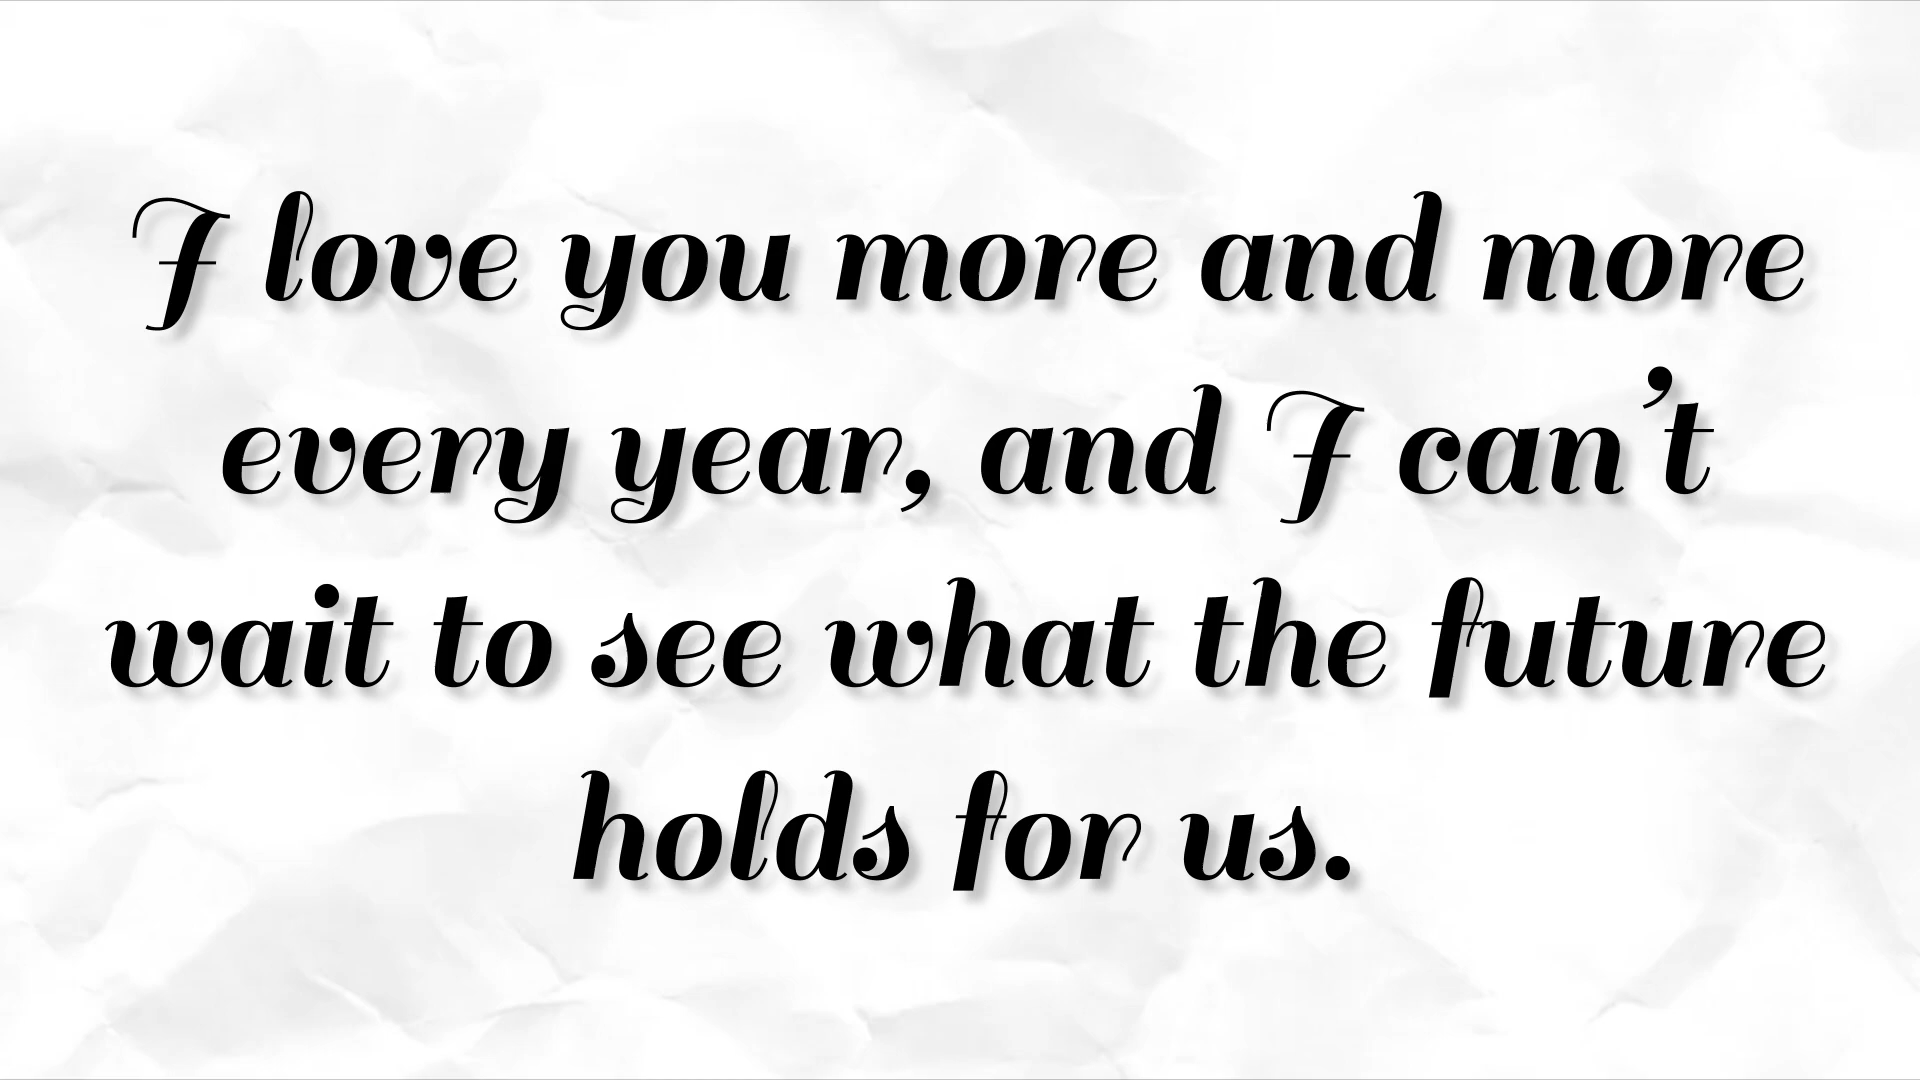 I love you more and more
every year, and I can’t
wait to see what the future
holds for us.